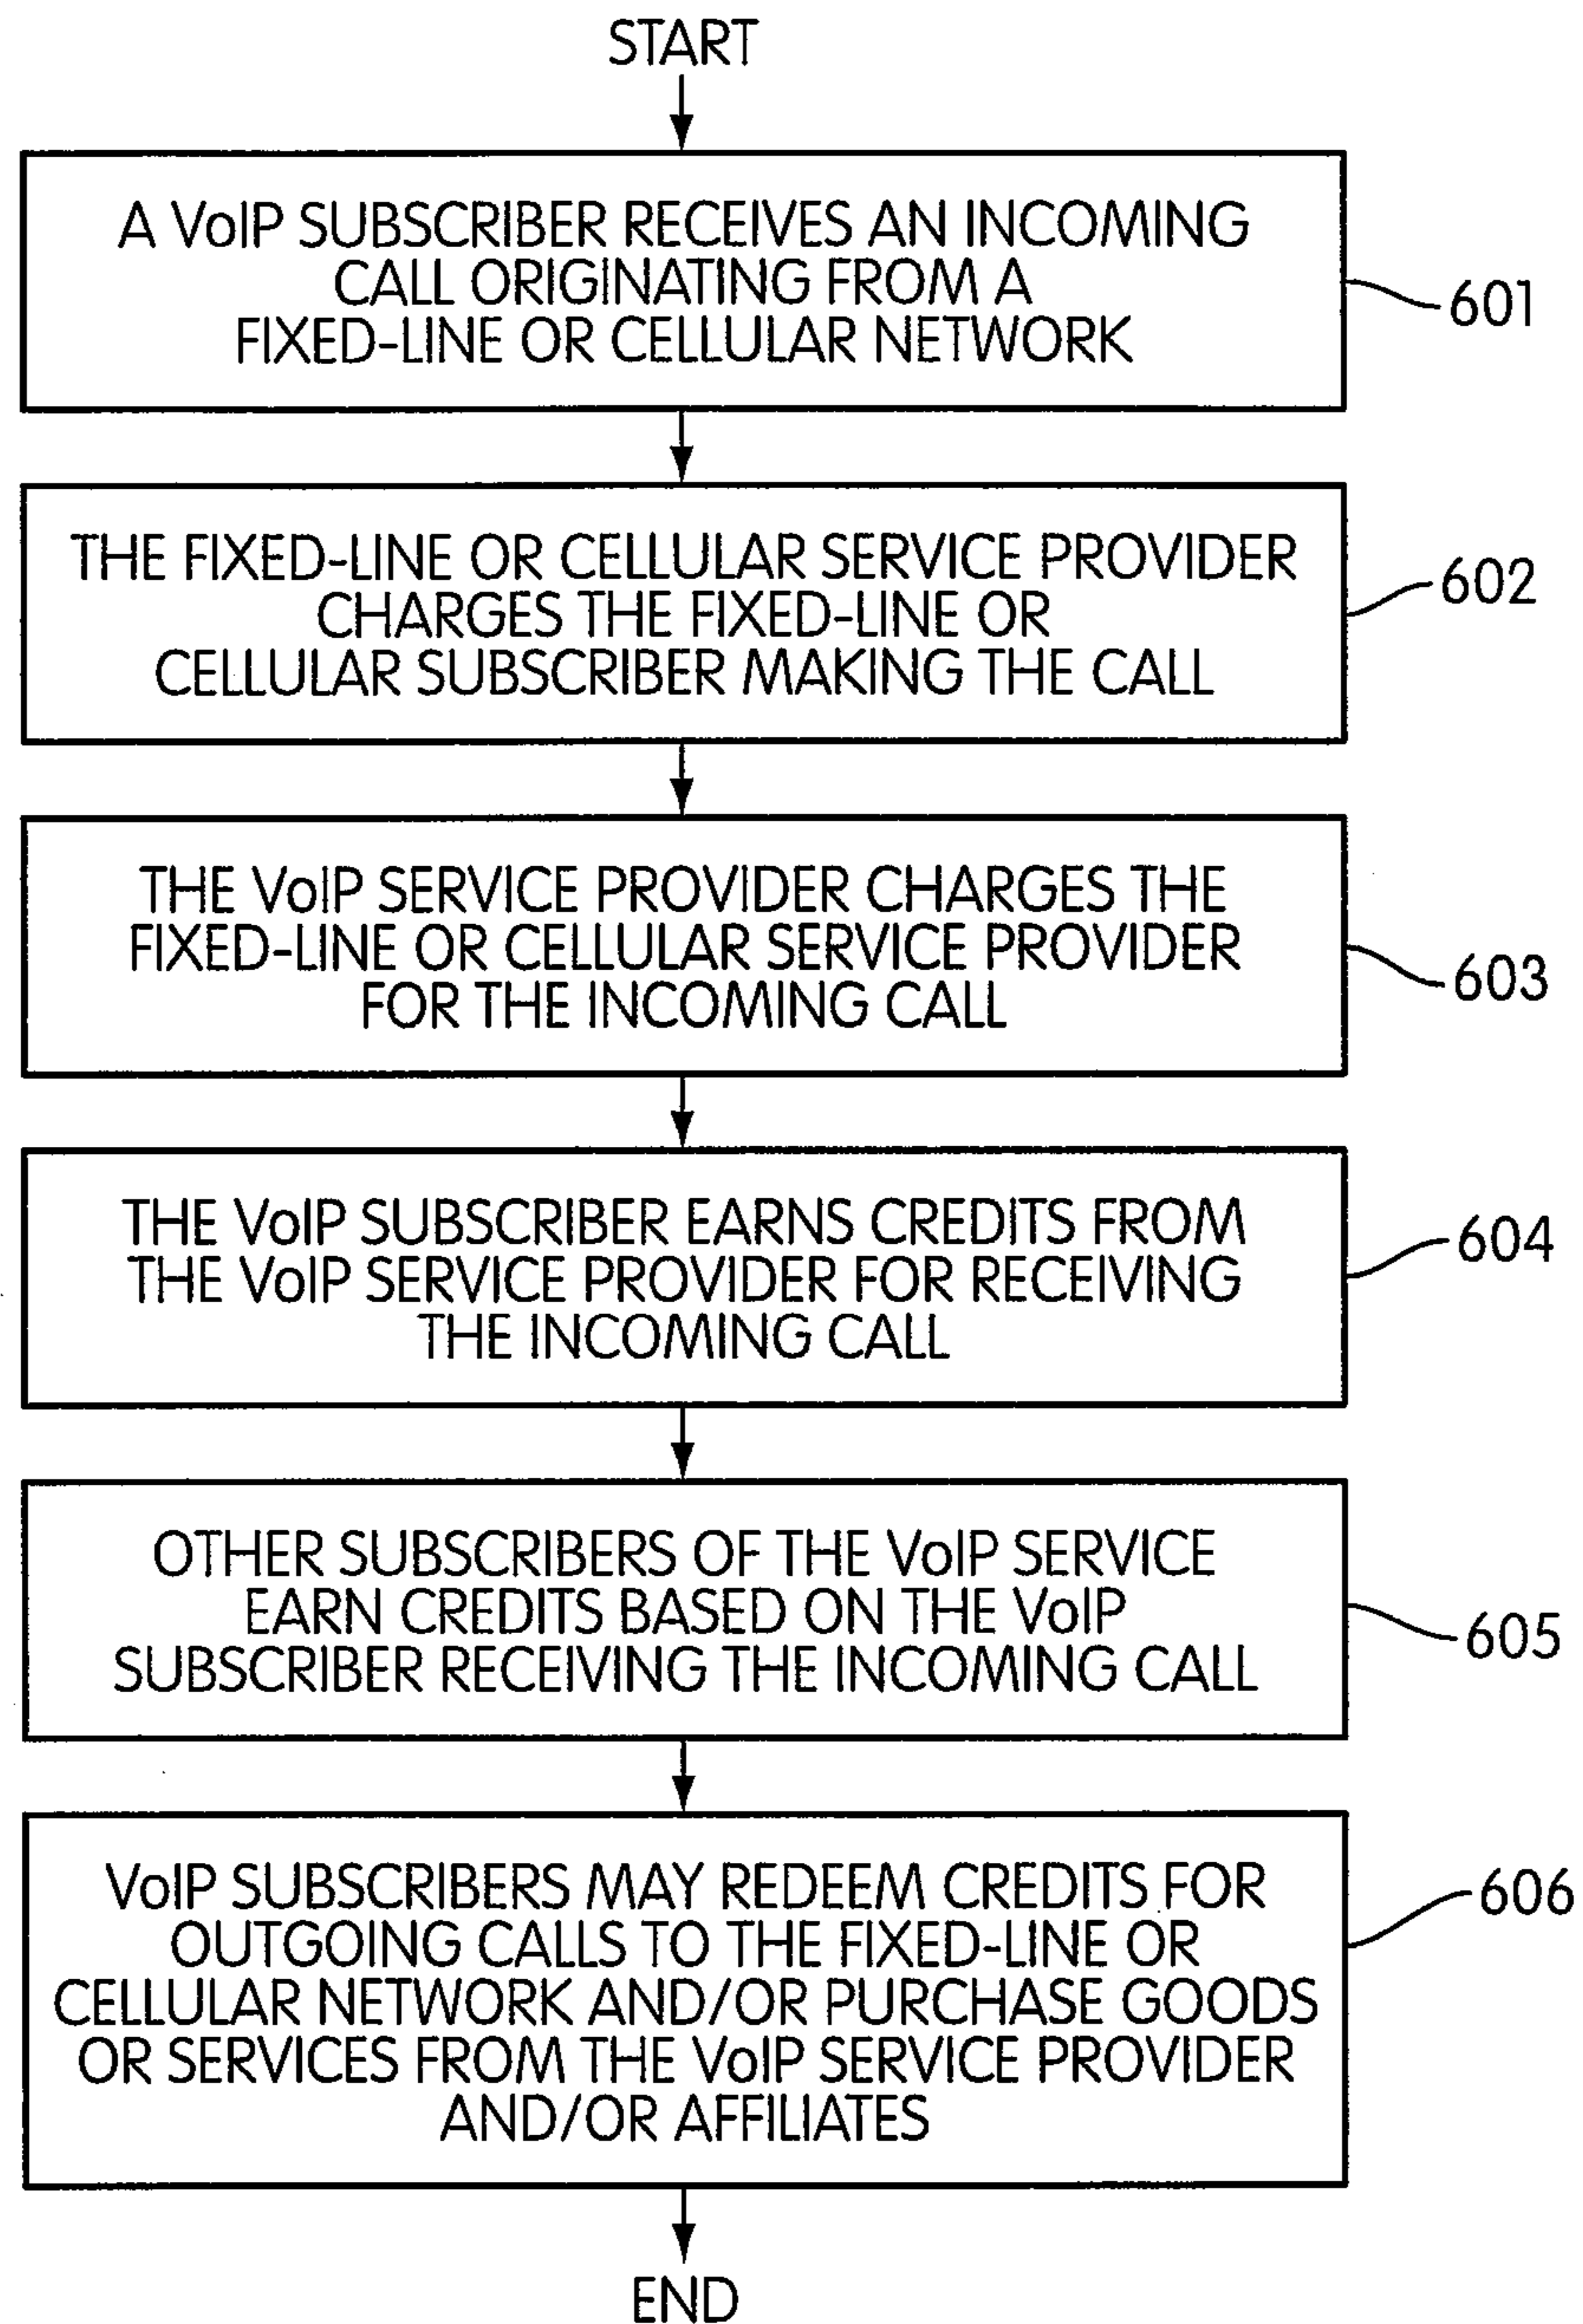 START
A VoIP SUBSCRIBER RECEIVES AN INCOMING
CALL ORIGINATING FROM A
FIXED-LINE OR CELLULAR NETWORK
601
THE FIXED-LINE OR CELLULAR SERVICE PROVIDER
CHARGES THE FIXED-LINE OR
CELLULAR SUBSCRIBER MAKING THE CALL
602
THE VoIP SERVICE PROVIDER CHARGES THE
FIXED-LINE OR CELLULAR SERVICE PROVIDER
FOR THE INCOMING CALL
603
THE VoIP SUBSCRIBER EARNS CREDITS FROM
THE VoIP SERVICE PROVIDER FOR RECEIVING
THE INCOMING CALL
604
OTHER SUBSCRIBERS OF THE VoIP SERVICE
EARN CREDITS BASED ON THE VoIP
SUBSCRIBER RECEIVING THE INCOMING CALL
605
VoIP SUBSCRIBERS MAY REDEEM CREDITS FOR
OUTGOING CALLS TO THE FIXED-LINE OR
CELLULAR NETWORK AND/OR PURCHASE GOODS
OR SERVICES FROM THE VoIP SERVICE PROVIDER
AND/OR AFFILIATES
606
END